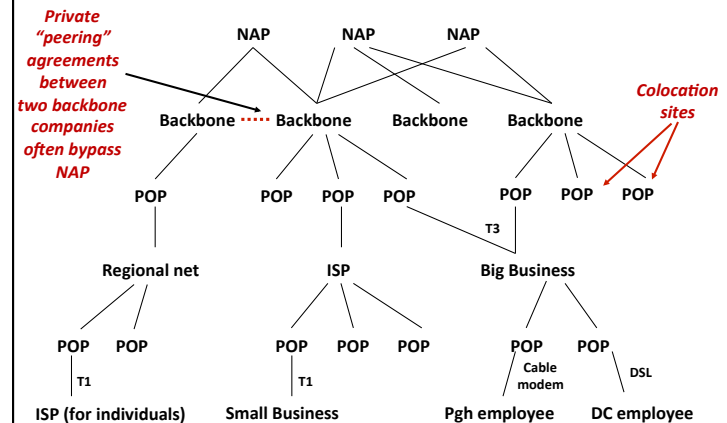 Private
“peering”
agreements
between
two backbone
companies
often bypass
NAP
NAP NAP NAP
Colocation
sites
Backbone Backbone Backbone Backbone
POP POP POP POP POP POP POP
T3
Regional net ISP Big Business
POP POP POP POP POP POP POP
T1 T1 Cable
modem DSL
ISP (for individuals) Small Business Pgh employee DC employee